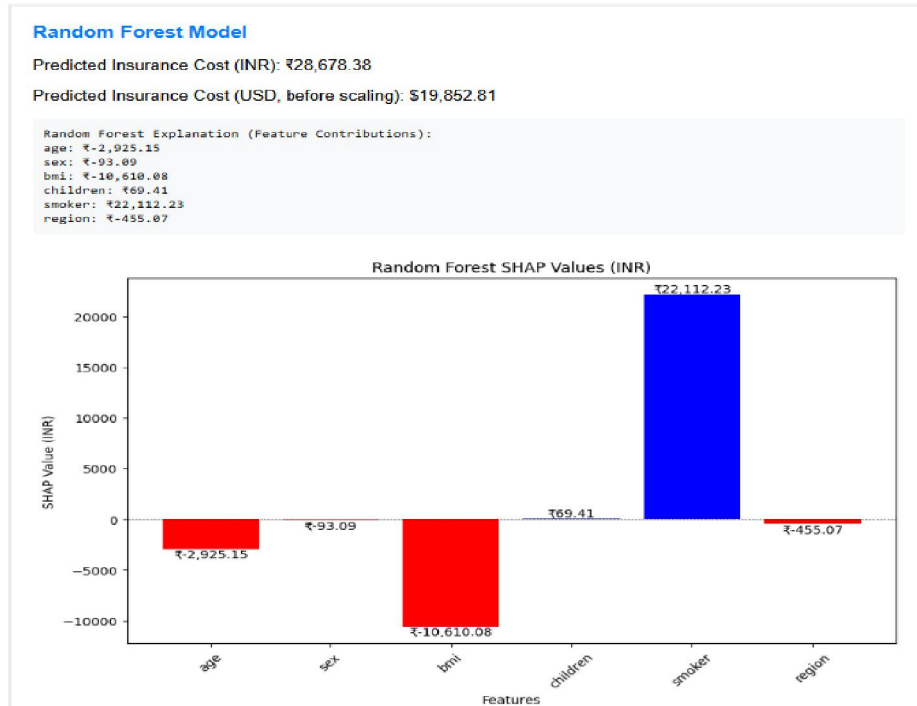 Random Forest Model
Predicted Insurance Cost (INR): ₹28,678.38
Predicted Insurance Cost (USD, before scaling): $19,852.81
Random Forest Explanation (Feature Contributions):
age: ₹-2,925.15
sex: ₹-93.09
bmi: ₹-10,610.08
children: ₹69.41
smoker: ₹22,112.23
region: ₹-455.07
Random Forest SHAP Values (INR)
SHAP Value (INR)
20000
15000
10000
5000
0
−5000
−10000
₹-2,925.15
₹-93.09
₹-10,610.08
₹69.41
₹22,112.23
₹-455.07
age
sex
bmi
children
smoker
region
Features